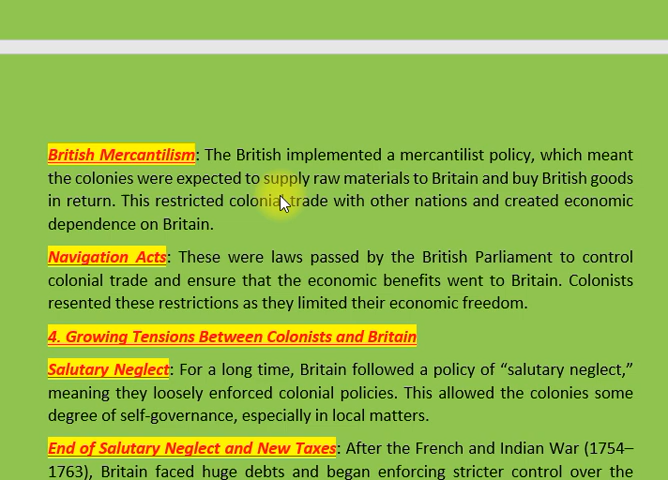 British Mercantilism: The British implemented a mercantilist policy, which meant
the colonies were expected to supply raw materials to Britain and buy British goods
in return. This restricted colonial trade with other nations and created economic
dependence on Britain.
Navigation Acts: These were laws passed by the British Parliament to control
colonial trade and ensure that the economic benefits went to Britain. Colonists
resented these restrictions as they limited their economic freedom.
4. Growing Tensions Between Colonists and Britain
Salutary Neglect: For a long time, Britain followed a policy of “salutary neglect,”
meaning they loosely enforced colonial policies. This allowed the colonies some
degree of self-governance, especially in local matters.
End of Salutary Neglect and New Taxes: After the French and Indian War (1754–
1763), Britain faced huge debts and began enforcing stricter control over the